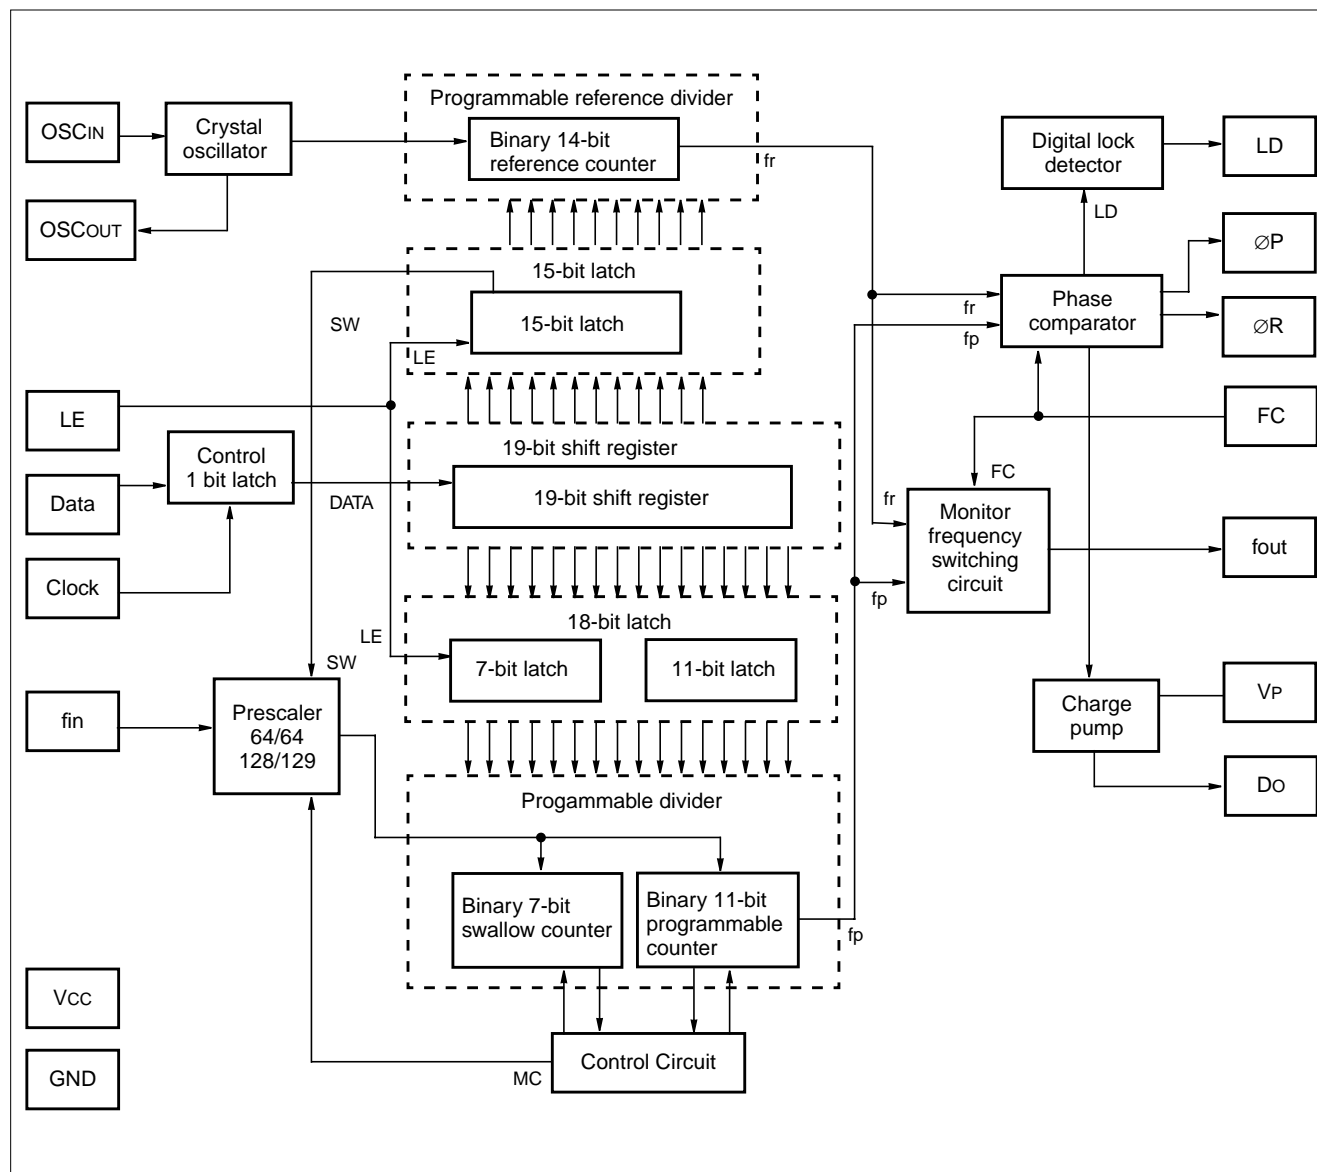 Programmable reference divider
OSCIN
Crystal
oscillator
Binary 14-bit
reference counter
fr
Digital lock
detector
LD
OSCOUT
LD
∅P
15-bit latch
15-bit latch
SW
LE
fr
fp
Phase
comparator
∅R
LE
FC
Control
1 bit latch
19-bit shift register
19-bit shift register
Data
DATA
FC
fr
Monitor
frequency
switching
circuit
fout
Clock
fp
18-bit latch
LE
SW
7-bit latch
11-bit latch
fin
Prescaler
64/64
128/129
Charge
pump
VP
DO
Progammable divider
Binary 7-bit
swallow counter
Binary 11-bit
programmable
counter
fp
VCC
GND
MC
Control Circuit